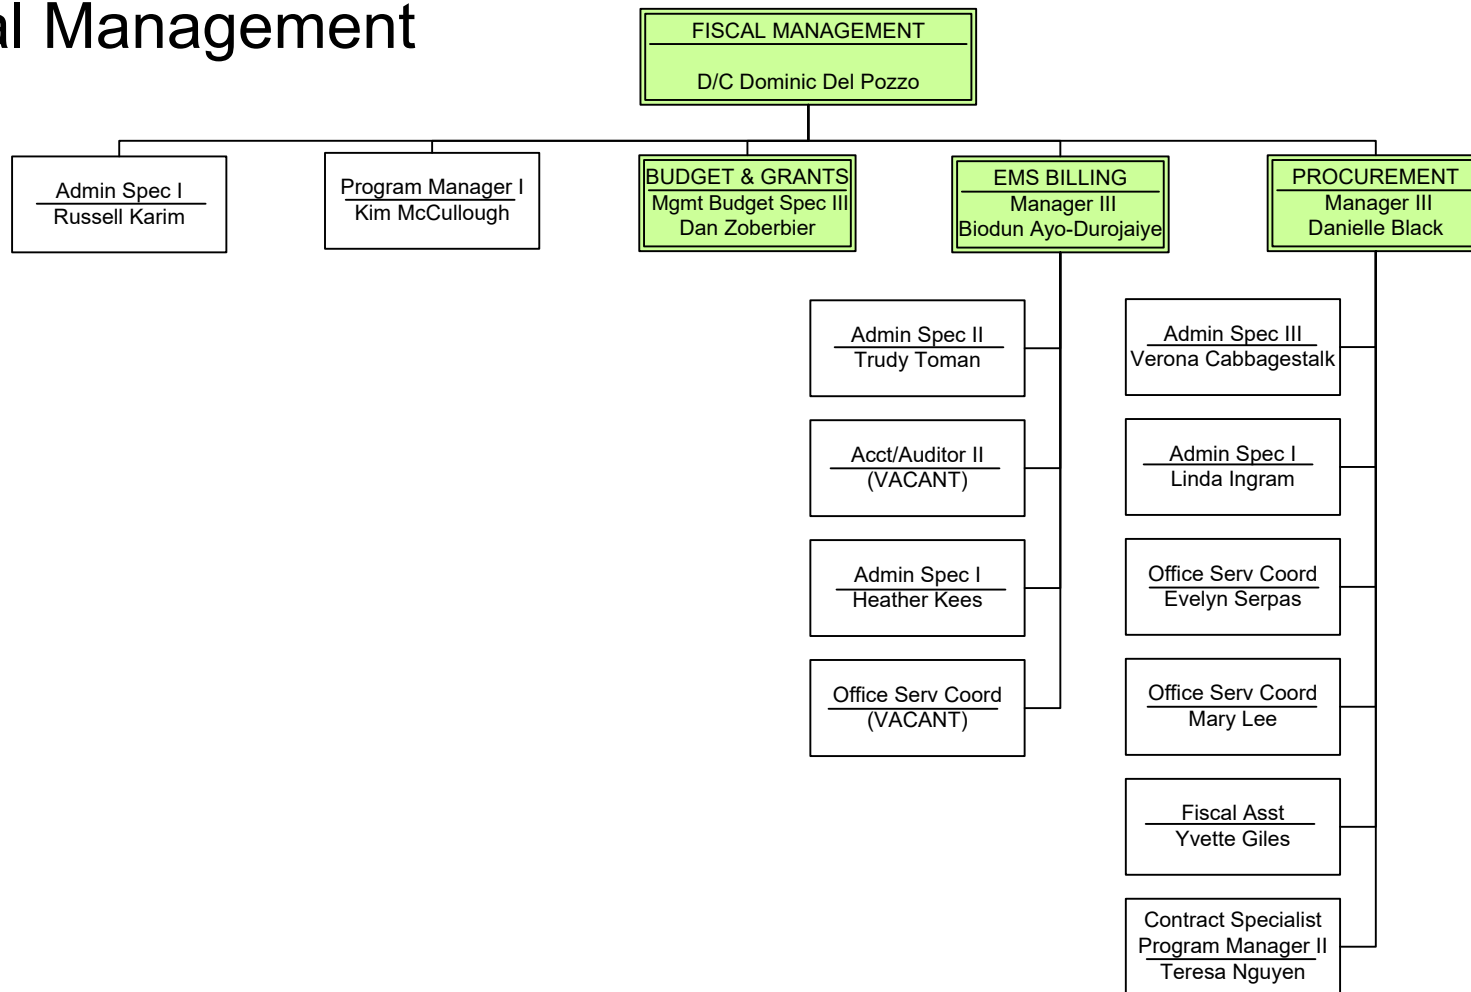 al Management
FISCAL MANAGEMENT
D/C Dominic Del Pozzo
Admin Spec I
Russell Karim
Program Manager I
Kim McCullough
BUDGET & GRANTS
Mgmt Budget Spec III
Dan Zoberbier
EMS BILLING
Manager III
Biodun Ayo-Durojaiye
PROCUREMENT
Manager III
Danielle Black
Admin Spec II
Trudy Toman
Acct/Auditor II
(VACANT)
Admin Spec I
Heather Kees
Office Serv Coord
(VACANT)
Admin Spec III
Verona Cabbagestalk
Admin Spec I
Linda Ingram
Office Serv Coord
Evelyn Serpas
Office Serv Coord
Mary Lee
Fiscal Asst
Yvette Giles
Contract Specialist
Program Manager II
Teresa Nguyen